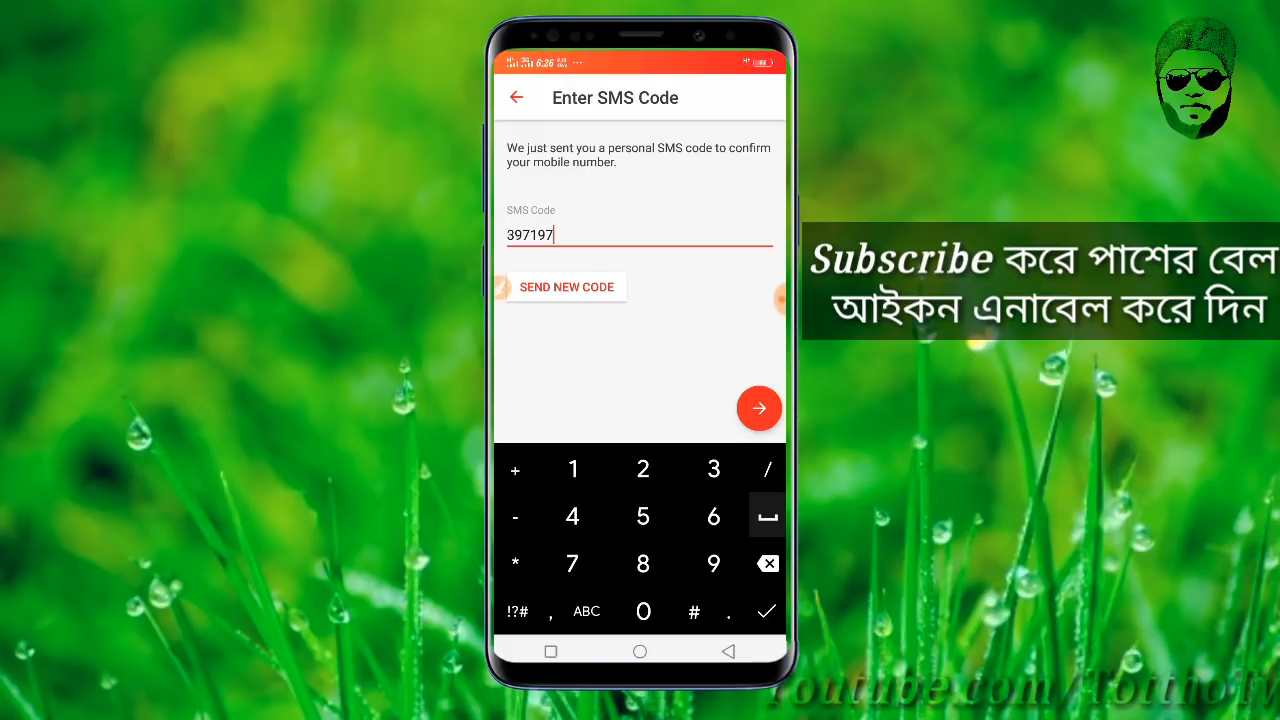 6:26
Enter SMS Code
We just sent you a personal SMS code to confirm
your mobile number.
SMS Code
397197
SEND NEW CODE
Subscribe করে পাশের বেল
আইকন এনাবেল করে দিন
+ 1 2 3 /
- 4 5 6
* 7 8 9
!?# , ABC 0 # .
Youtube.com/TotthoTv